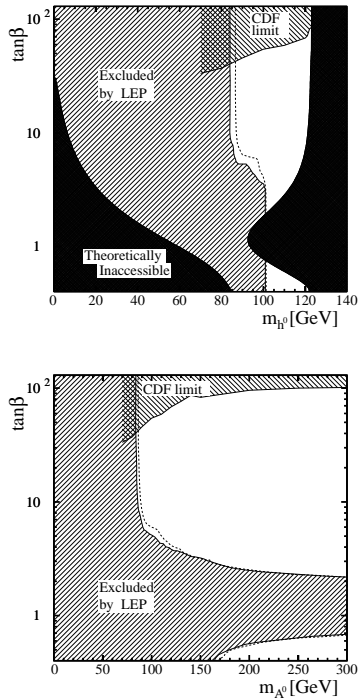 tanβ
10²
10
1
CDF
limit
Excluded
by LEP
Theoretically
Inaccessible
0 20 40 60 80 100 120 140
m_h⁰ [GeV]
tanβ
10²
10
1
CDF limit
Excluded
by LEP
0 50 100 150 200 250 300
m_A⁰ [GeV]